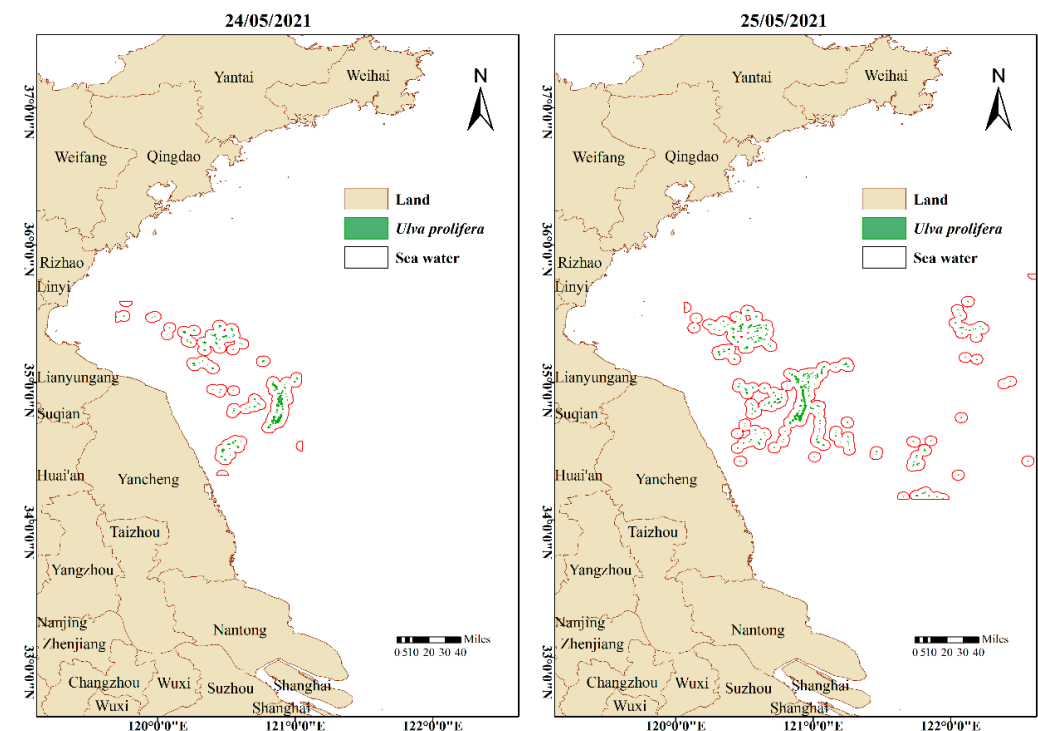 24/05/2021
Yantai
Weihai
N
37°0'0"N
Weifang
Qingdao
Land
Ulva prolifera
36°0'0"N
Sea water
Rizhao
Linyi
35°0'0"N
Lianyungang
Suqian
Huai'an
Yancheng
34°0'0"N
Taizhou
Yangzhou
Nanjing
Nantong
Zhenjiang
Miles
0 510 20 30 40
33°0'0"N
Changzhou
Wuxi
Suzhou
Shanghai
Wuxi
Shanghai
120°0'0"E
121°0'0"E
122°0'0"E
25/05/2021
Yantai
Weihai
N
37°0'0"N
Weifang
Qingdao
Land
Ulva prolifera
36°0'0"N
Sea water
Rizhao
Linyi
35°0'0"N
Lianyungang
Suqian
Huai'an
Yancheng
34°0'0"N
Taizhou
Yangzhou
Nanjing
Nantong
Zhenjiang
Miles
0 510 20 30 40
33°0'0"N
Changzhou
Wuxi
Suzhou
Shanghai
Wuxi
Shanghai
120°0'0"E
121°0'0"E
122°0'0"E